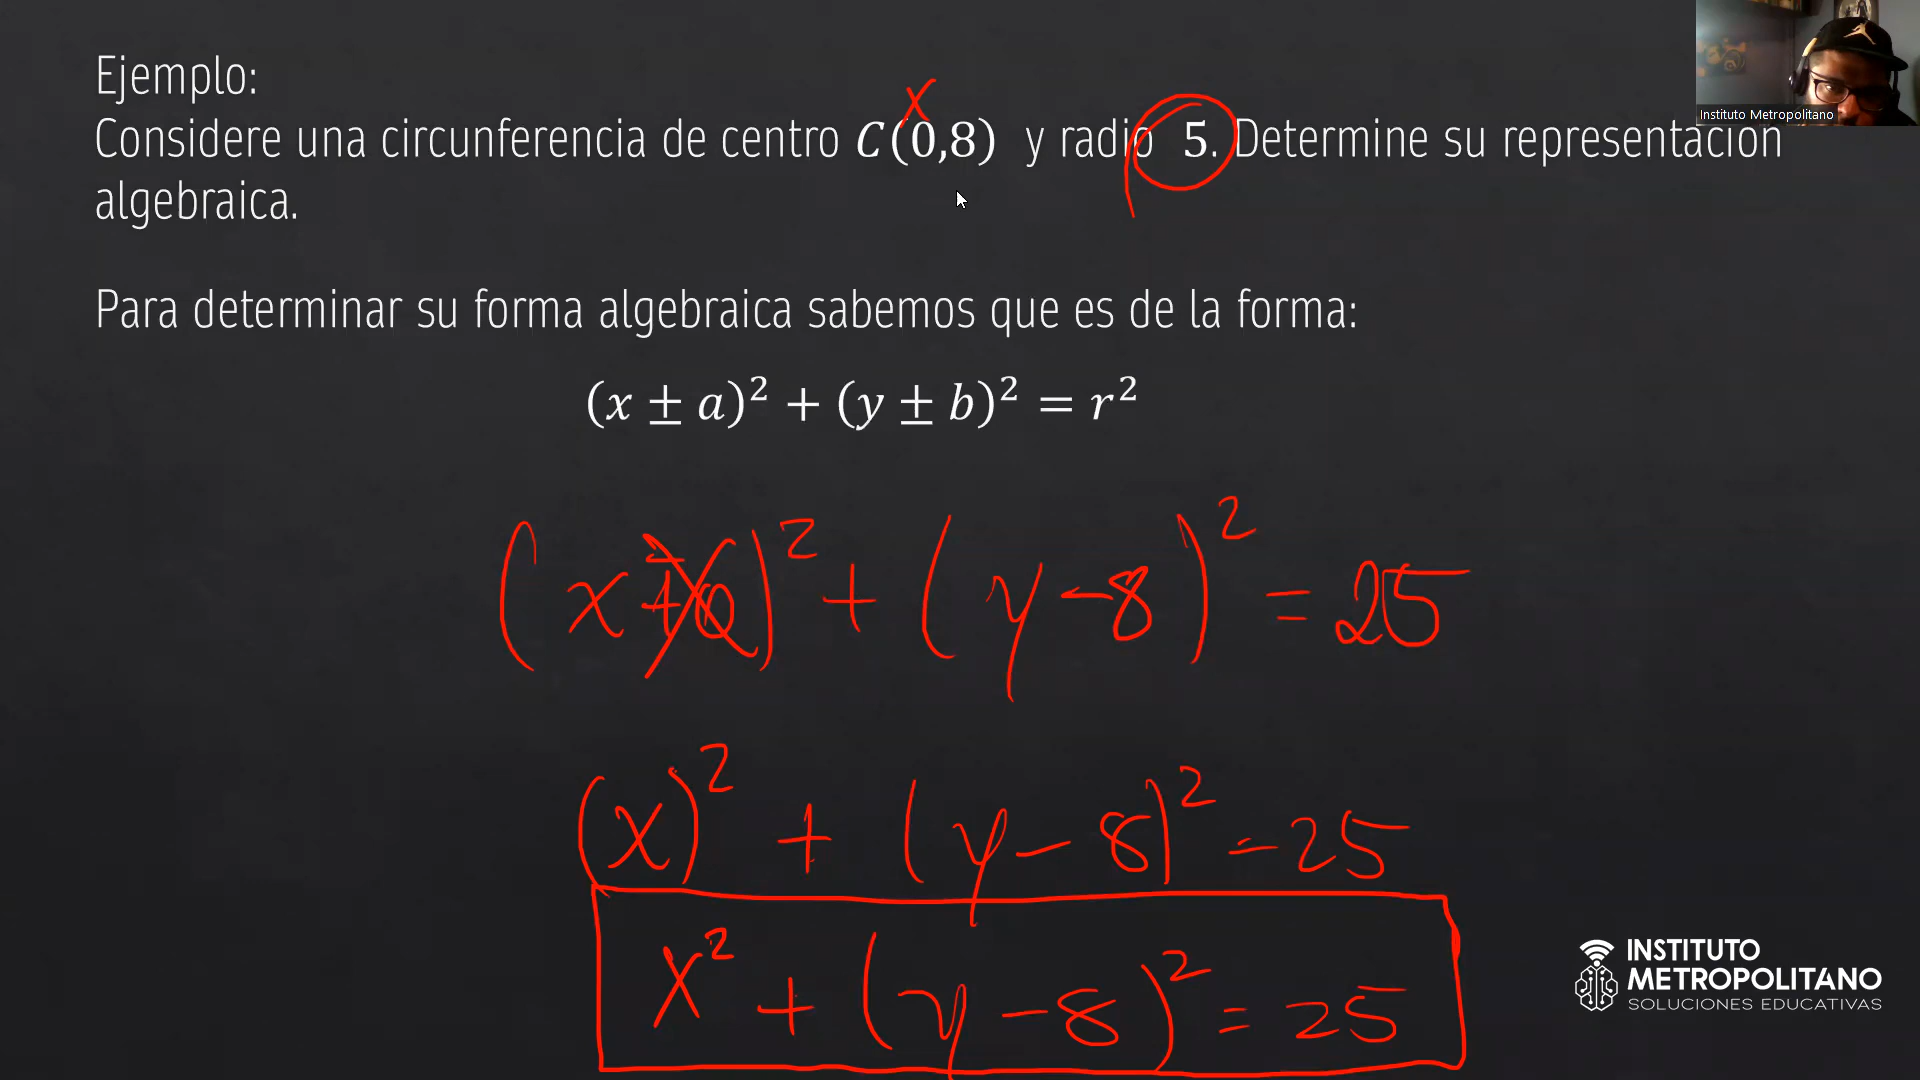 Ejemplo:
Considere una circunferencia de centro C(0,8) y radio 5. Determine su representación
algebraica.
Para determinar su forma algebraica sabemos que es de la forma:
(x ± a)² + (y ± b)² = r²
(x ± 0)² + (y - 8)² = 25
(x)² + (y - 8)² = 25
x² + (y - 8)² = 25
x
Instituto Metropolitano
INSTITUTO
METROPOLITANO
SOLUCIONES EDUCATIVAS